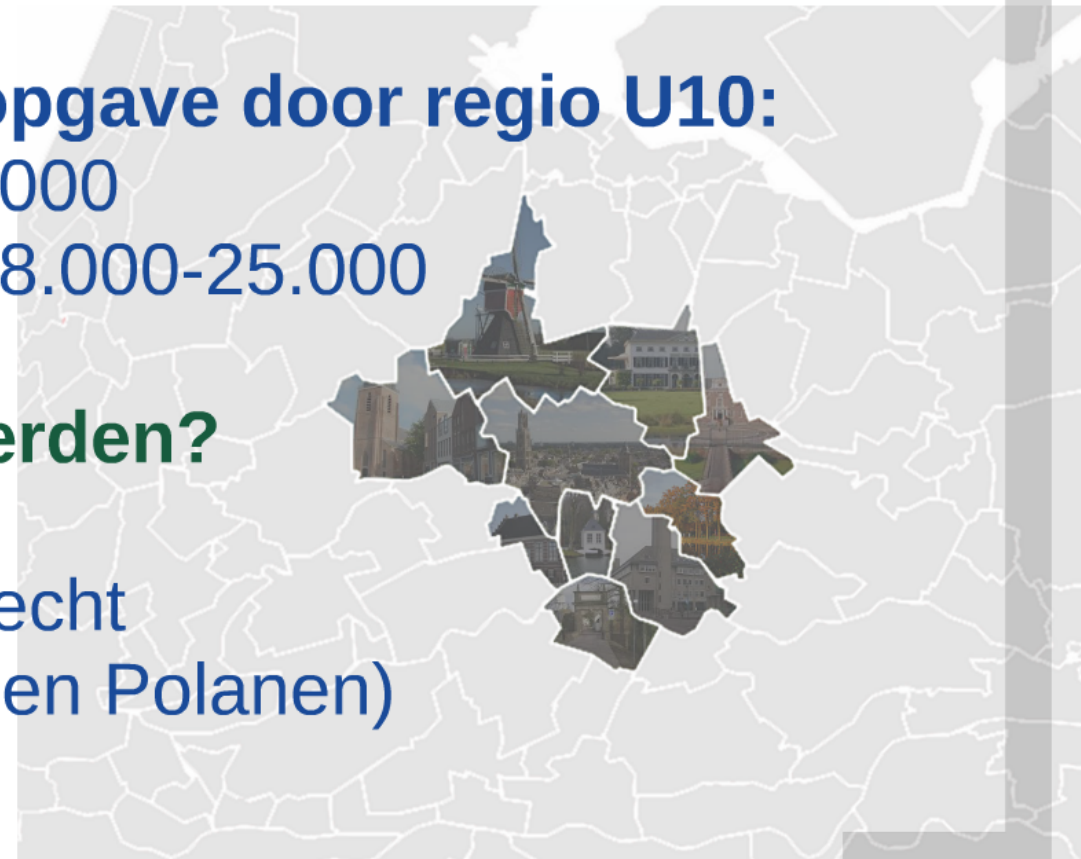 opgave door regio U10:
000
8.000-25.000
erden?
echt
en Polanen)